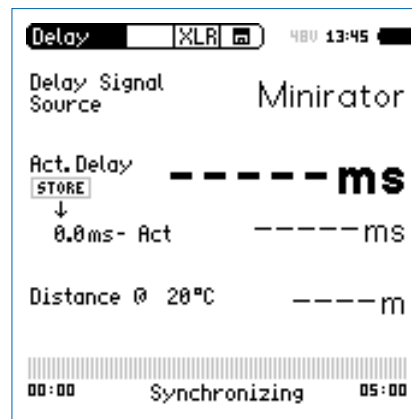 Delay XLR 48V 13:45
Delay Signal
Source
Minirator
Act. Delay
-----ms
STORE
↓
0.0ms- Act
-----ms
Distance @ 20°C
----m
00:00 Synchronizing 05:00